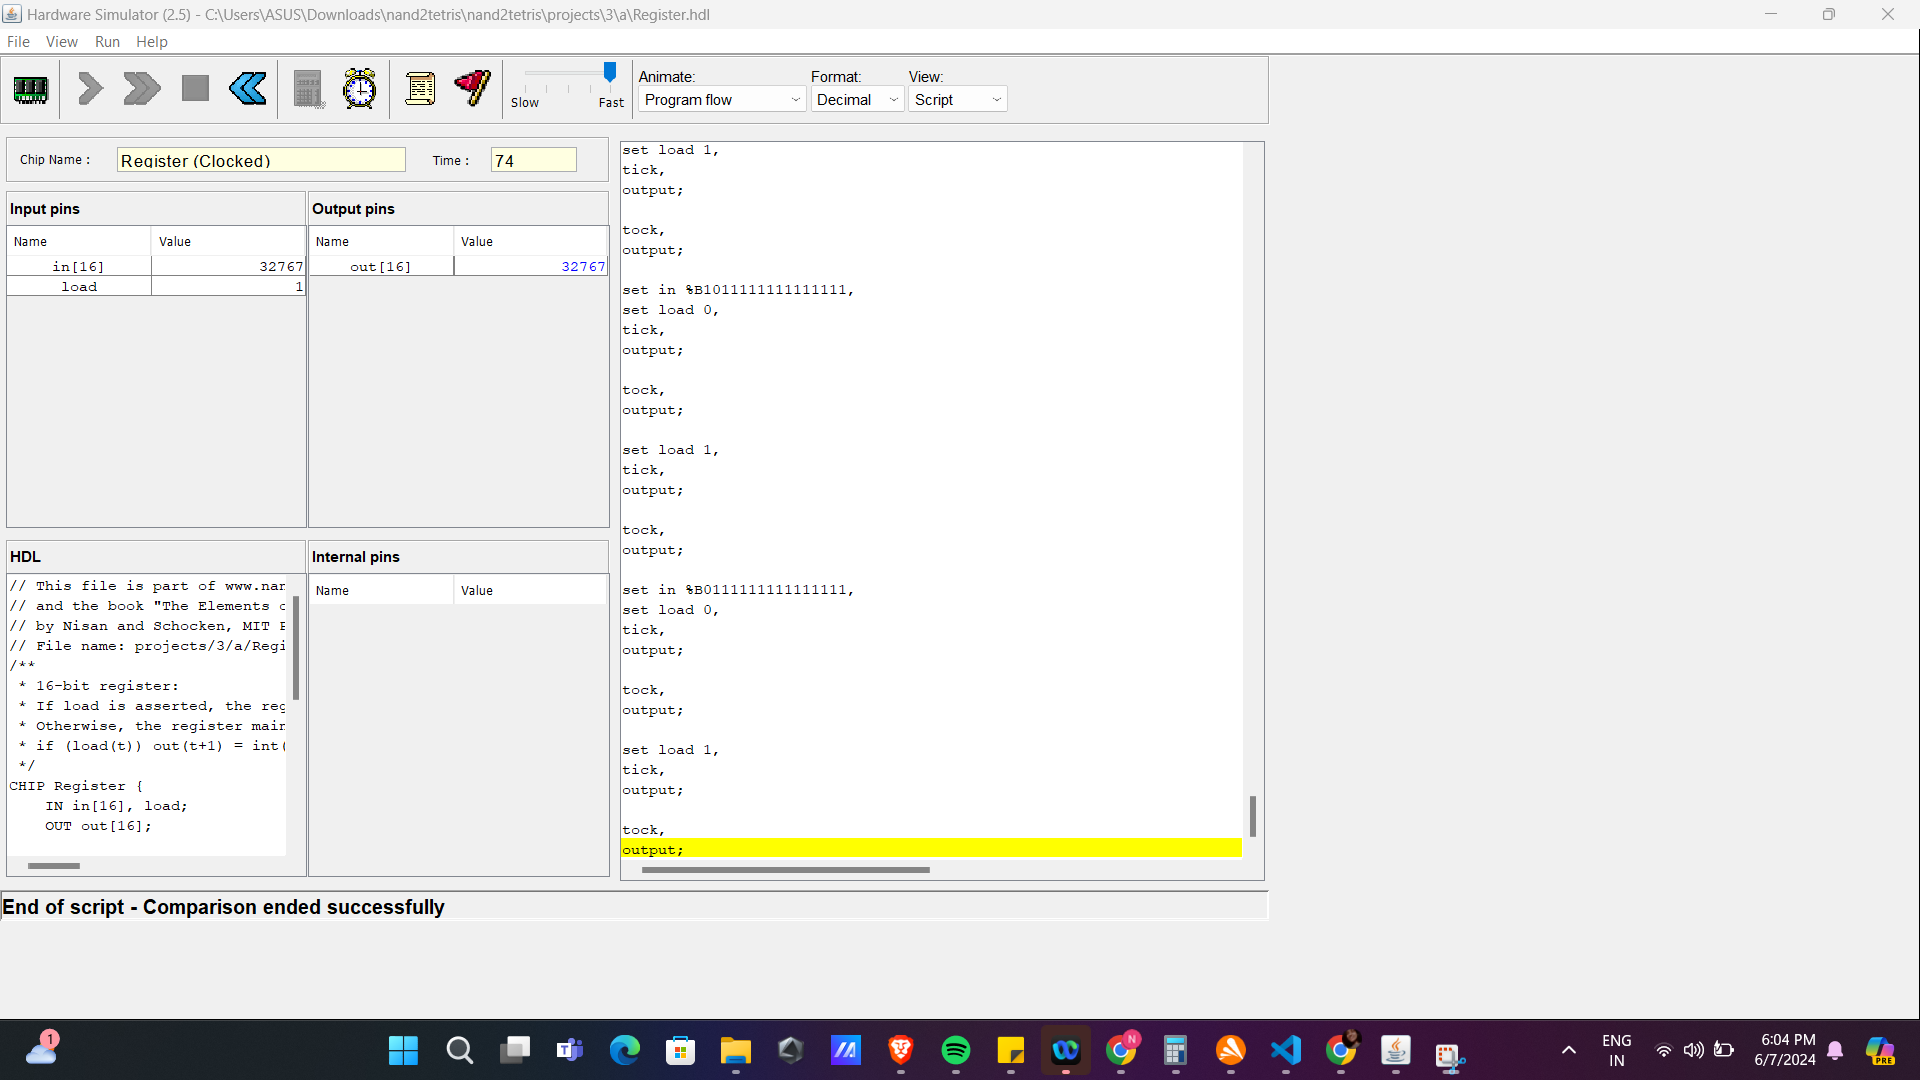 Hardware Simulator (2.5) - C:\Users\ASUS\Downloads\nand2tetris\nand2tetris\projects\3\a\Register.hdl
File View Run Help
Slow Fast
Animate: Format: View:
Program flow Decimal Script
Chip Name : Register (Clocked) Time : 74
Input pins
Name Value
in[16] 32767
load 1
Output pins
Name Value
out[16] 32767
HDL
// This file is part of www.nan
// and the book "The Elements o
// by Nisan and Schocken, MIT P
// File name: projects/3/a/Regi
/**
* 16-bit register:
* If load is asserted, the reg
* Otherwise, the register main
* if (load(t)) out(t+1) = int(
*/
CHIP Register {
IN in[16], load;
OUT out[16];
Internal pins
Name Value
set load 1,
tick,
output;
tock,
output;
set in %B1011111111111111,
set load 0,
tick,
output;
tock,
output;
set load 1,
tick,
output;
tock,
output;
set in %B0111111111111111,
set load 0,
tick,
output;
tock,
output;
set load 1,
tick,
output;
tock,
output;
End of script - Comparison ended successfully
1
N
ENG
IN
6:04 PM
6/7/2024
PRE